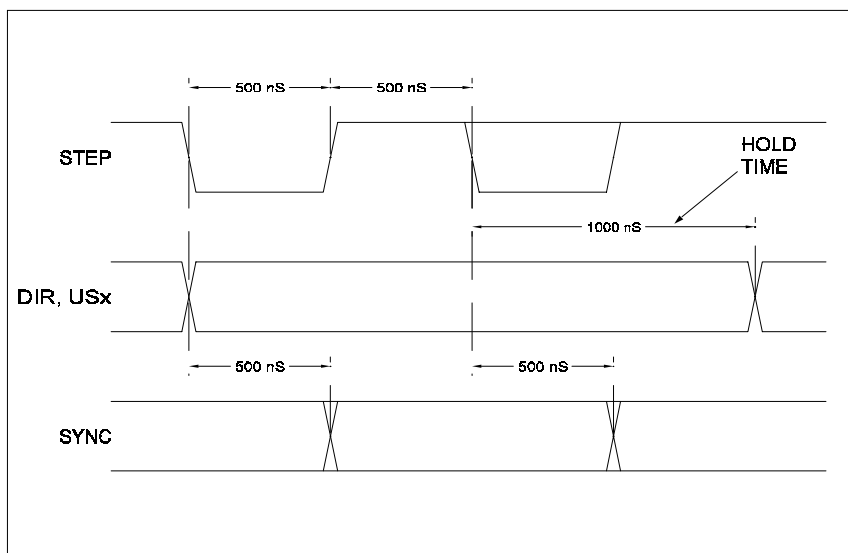 500 nS 500 nS
STEP
HOLD
TIME
1000 nS
DIR, USx
500 nS 500 nS
SYNC